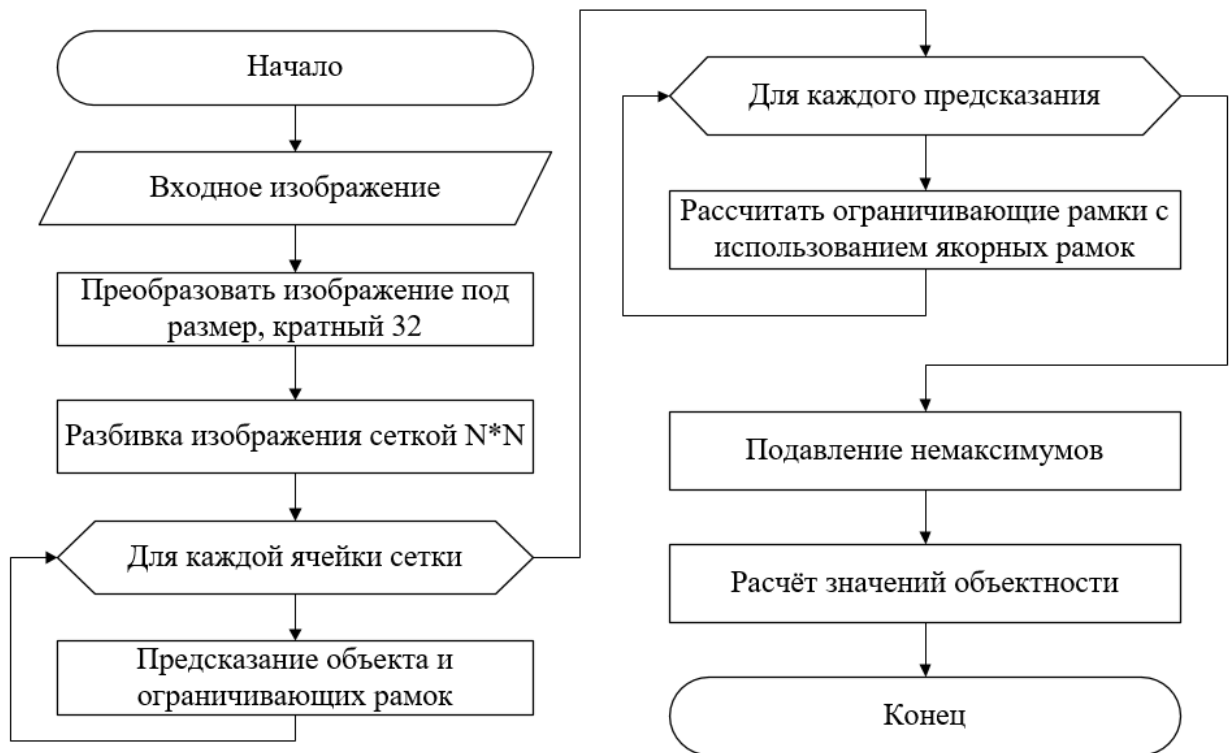 Начало
Входное изображение
Преобразовать изображение под
размер, кратный 32
Разбивка изображения сеткой N*N
Для каждой ячейки сетки
Предсказание объекта и
ограничивающих рамок
Для каждого предсказания
Рассчитать ограничивающие рамки с
использованием якорных рамок
Подавление немаксимумов
Расчёт значений объектности
Конец